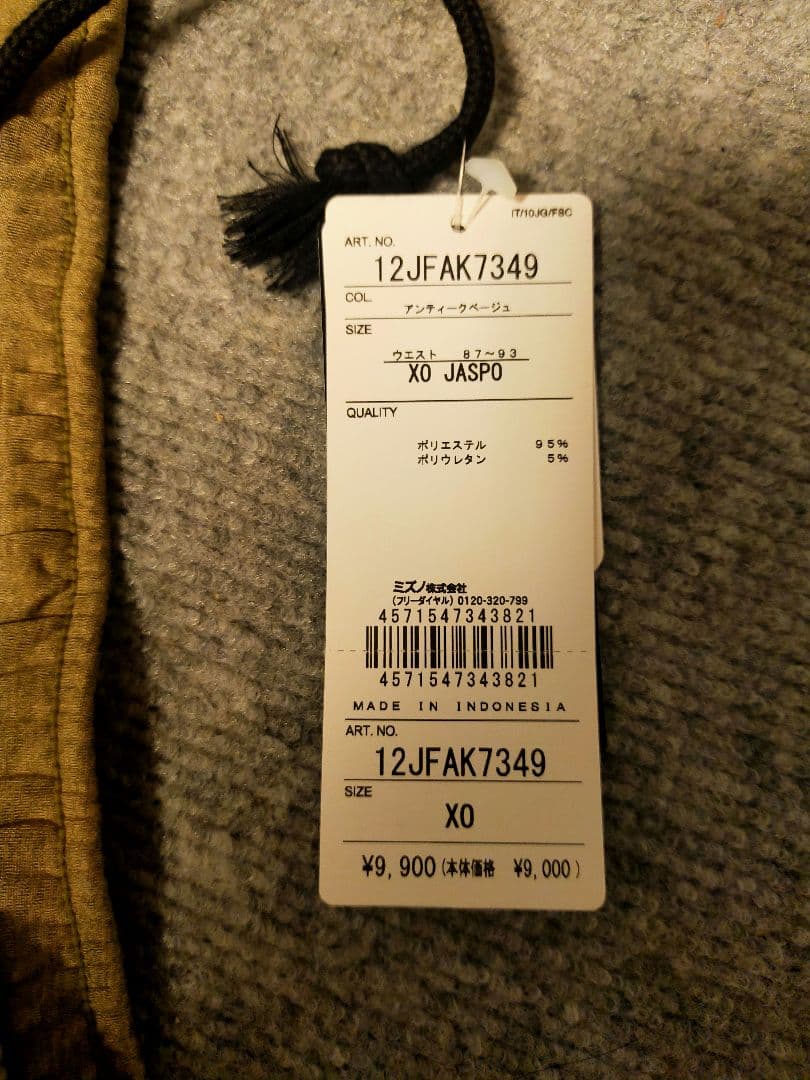 IT/10JG/FSC
ART. NO.
12JFAK7349
COL.
アンティークベージュ
SIZE
ウエスト 87~93
XO JASPO
QUALITY
ポリエステル 95%
ポリウレタン 5%
ミズノ株式会社
(フリーダイヤル) 0120-320-799
4571547343821
4571547343821
MADE IN INDONESIA
ART. NO.
12JFAK7349
SIZE
XO
¥9,900(本体価格 ¥9,000)